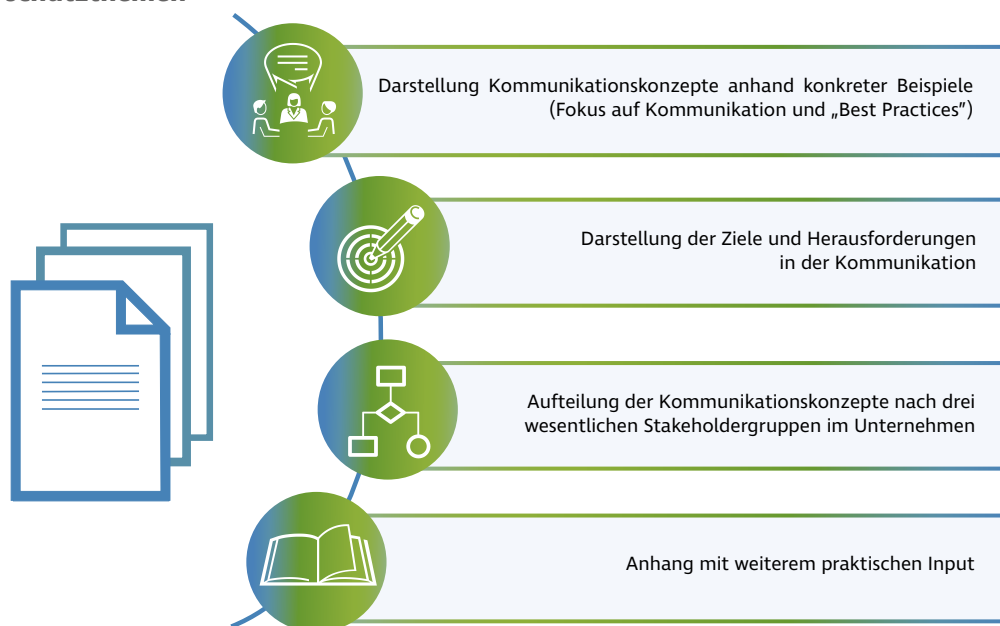 Darstellung Kommunikationskonzepte anhand konkreter Beispiele
(Fokus auf Kommunikation und „Best Practices“)
Darstellung der Ziele und Herausforderungen
in der Kommunikation
Aufteilung der Kommunikationskonzepte nach drei
wesentlichen Stakeholdergruppen im Unternehmen
Anhang mit weiterem praktischen Input